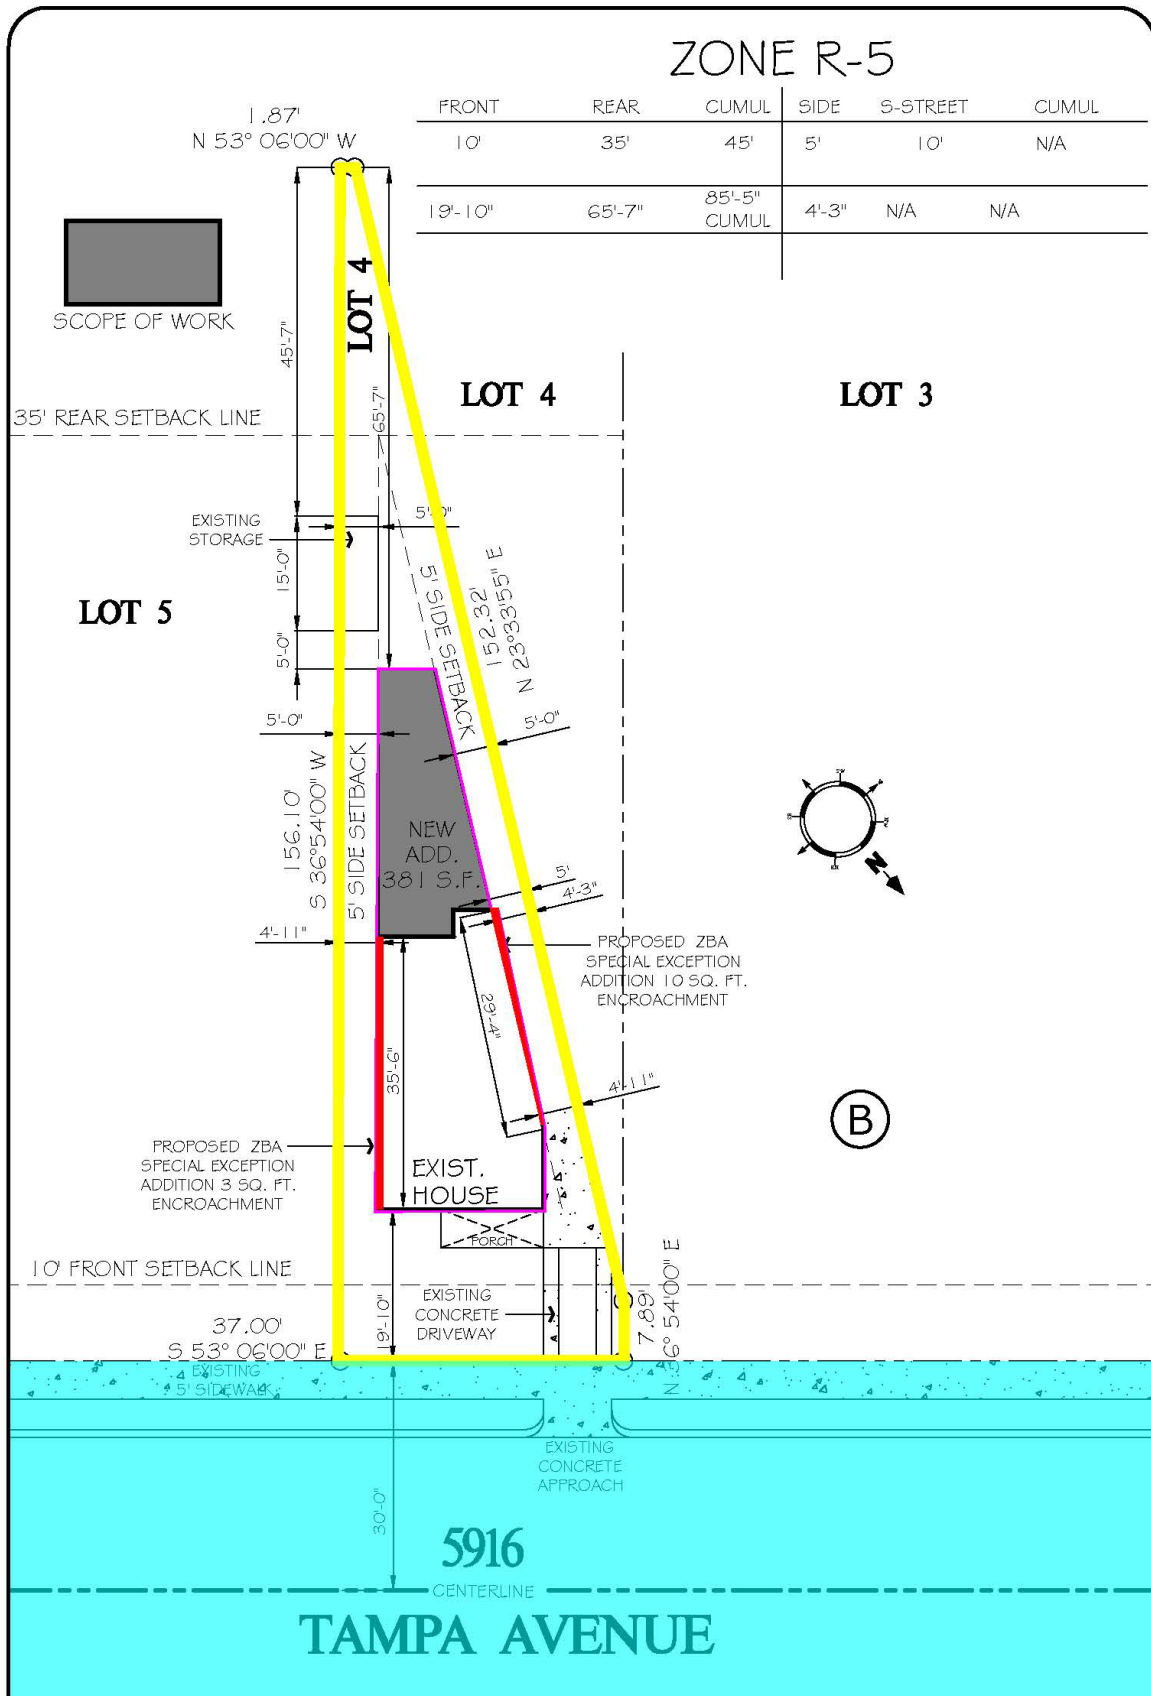 ZONE R-5
FRONT REAR CUMUL SIDE S-STREET CUMUL
10' 35' 45' 5' 10' N/A
19'-10" 65'-7" 85'-5" CUMUL 4'-3" N/A N/A
1.87'
N 53° 06'00" W
SCOPE OF WORK
LOT 4
45'-7"
65'-7"
LOT 4
LOT 3
35' REAR SETBACK LINE
EXISTING
STORAGE
5'-0"
15'-0"
5'-0"
LOT 5
5' SIDE SETBACK
152.32'
N 23°33'55" E
5'-0"
5'-0"
156.10'
S 36°54'00" W
5' SIDE SETBACK
NEW
ADD.
381 S.F.
5'
4'-3"
4'-11"
N
PROPOSED ZBA
SPECIAL EXCEPTION
ADDITION 10 SQ. FT.
ENCROACHMENT
29'-4"
35'-6"
4'-11"
B
PROPOSED ZBA
SPECIAL EXCEPTION
ADDITION 3 SQ. FT.
ENCROACHMENT
EXIST.
HOUSE
PORCH
10' FRONT SETBACK LINE
EXISTING
CONCRETE
DRIVEWAY
19'-10"
7.89'
54'00" E
37.00'
S 53° 06'00" E
EXISTING
5' SIDEWALK
EXISTING
CONCRETE
APPROACH
30'-0"
5916
CENTERLINE
TAMPA AVENUE